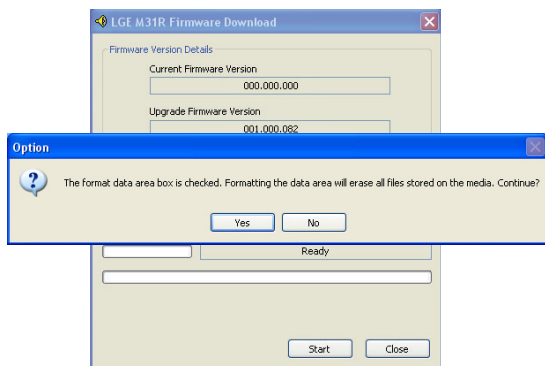 LGE M31R Firmware Download
Firmware Version Details
Current Firmware Version
000.000.000
Upgrade Firmware Version
001.000.082
Option
The format data area box is checked. Formatting the data area will erase all files stored on the media. Continue?
Yes No
Ready
Start Close